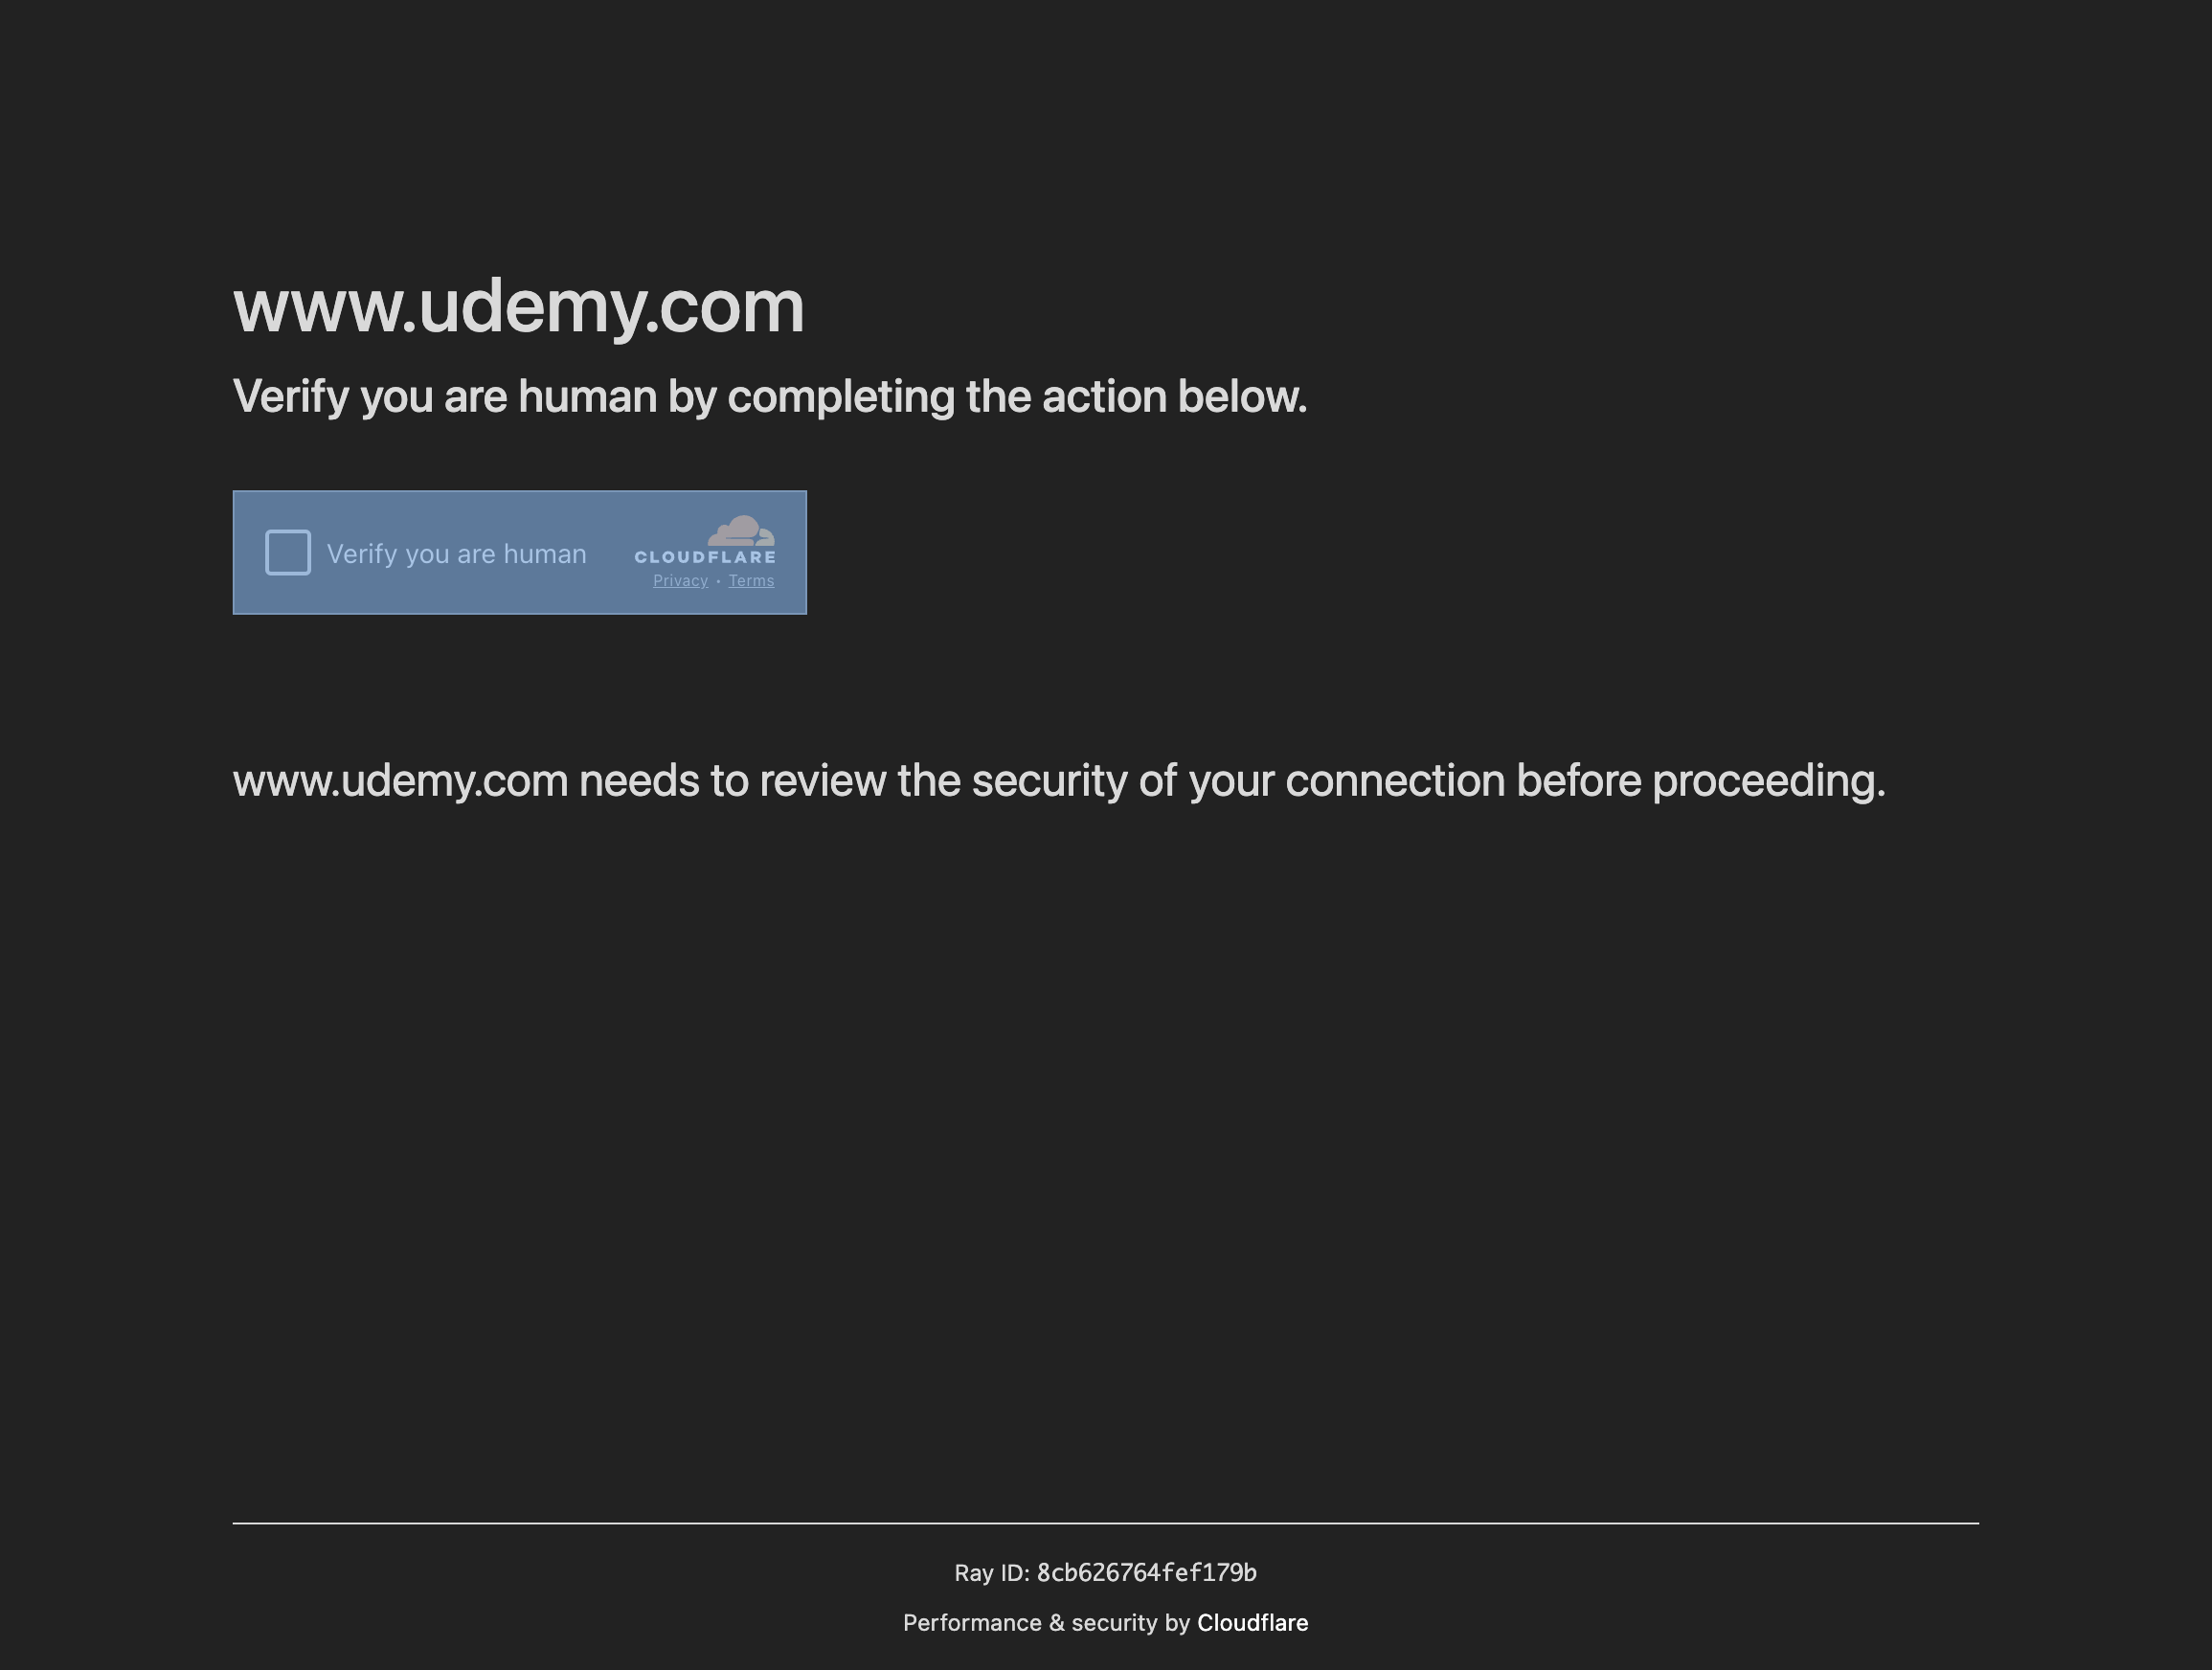 www.udemy.com
Verify you are human by completing the action below.
Verify you are human
CLOUDFLARE
Privacy • Terms
www.udemy.com needs to review the security of your connection before proceeding.
Ray ID: 8cb626764fef179b
Performance & security by Cloudflare